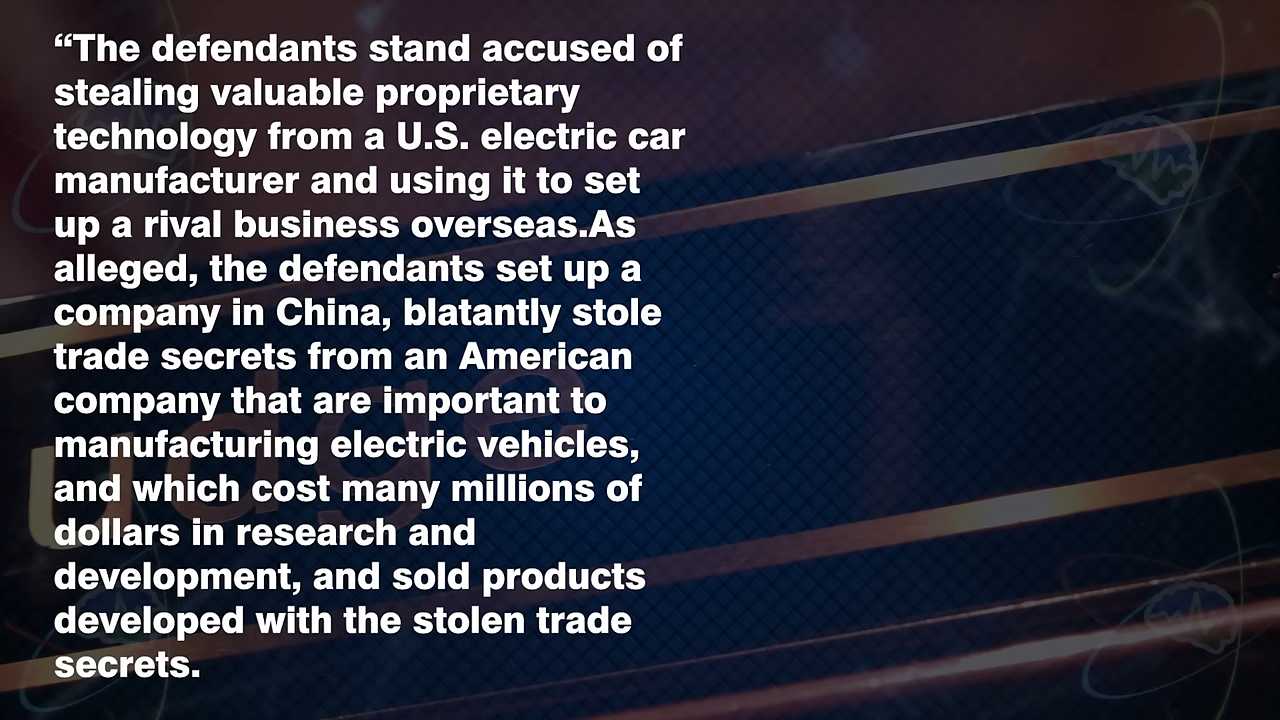 “The defendants stand accused of
stealing valuable proprietary
technology from a U.S. electric car
manufacturer and using it to set
up a rival business overseas.As
alleged, the defendants set up a
company in China, blatantly stole
trade secrets from an American
company that are important to
manufacturing electric vehicles,
and which cost many millions of
dollars in research and
development, and sold products
developed with the stolen trade
secrets.
udge